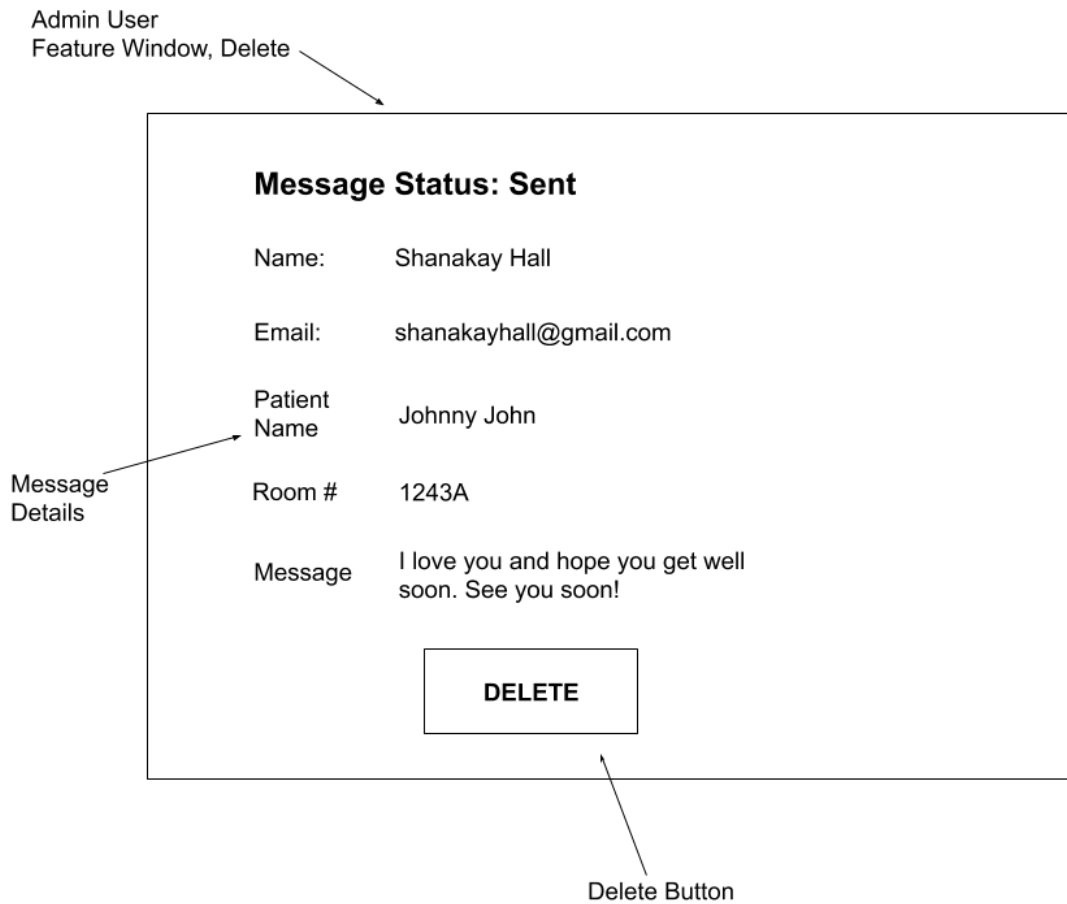 Admin User
Feature Window, Delete
Message Status: Sent
Name: Shanakay Hall
Email: shanakayhall@gmail.com
Patient
Name
Johnny John
Message
Details
Room # 1243A
Message
I love you and hope you get well
soon. See you soon!
DELETE
Delete Button